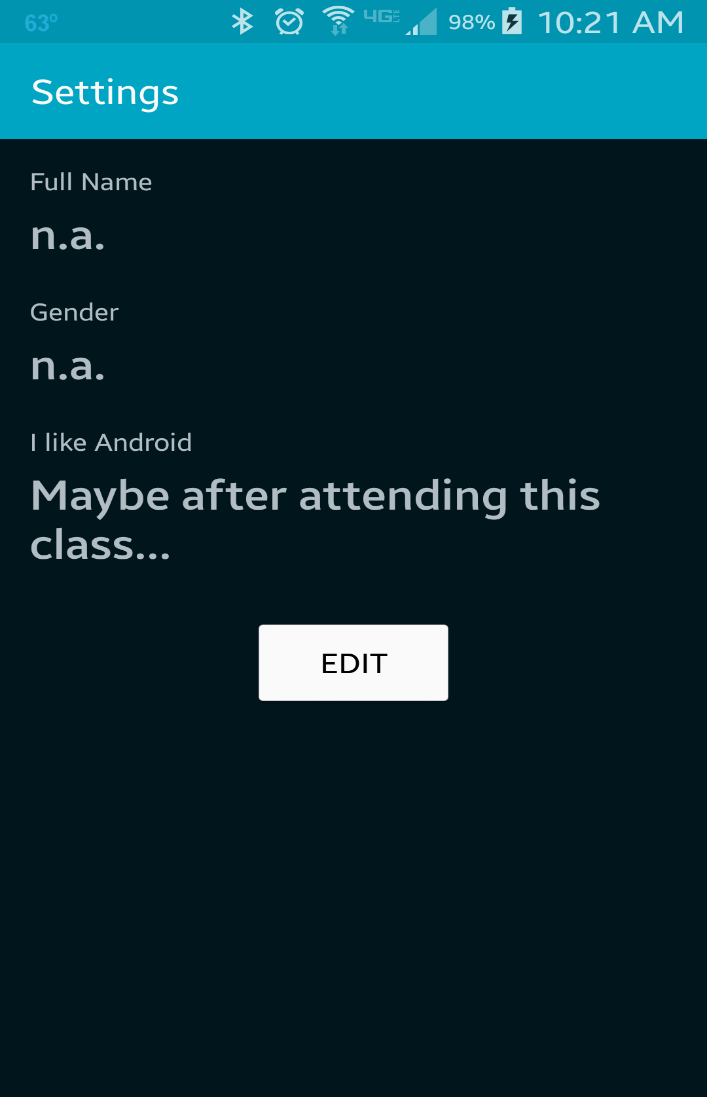 63° 4G 98% 10:21 AM
Settings
Full Name
n.a.
Gender
n.a.
I like Android
Maybe after attending this
class...
EDIT